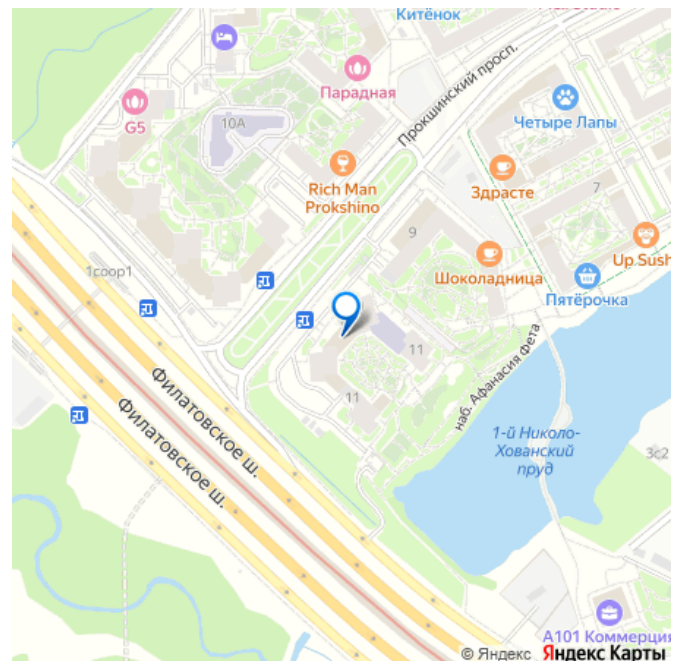 Китёнок
Парадная
G5
10А
Прокшинский просп.
Четыре Лапы
Rich Man
Prokshino
Здрасте
7
9
Up Sush
1соор1
Шоколадница
Пятёрочка
11
11
наб. Афанасия Фета
Филатовское ш.
Филатовское ш.
1-й Николо-
Хованский
пруд
3с2
А101 Коммерция
© Яндекс Яндекс Карты